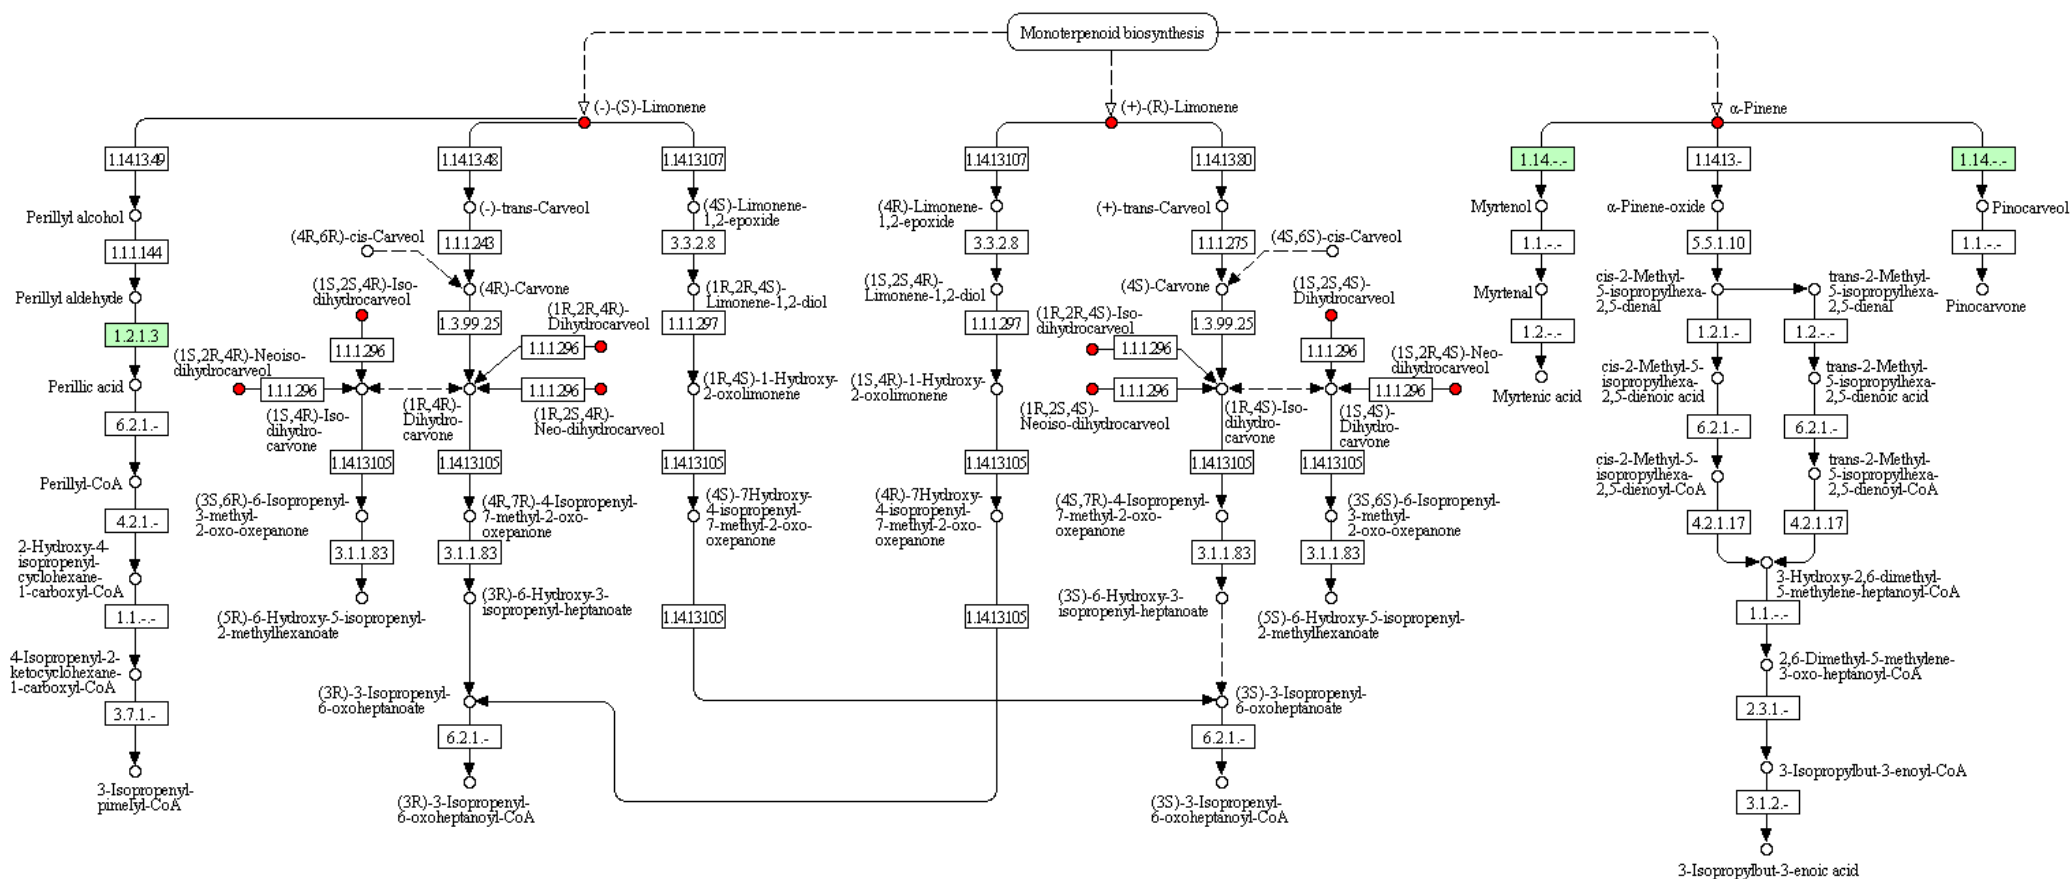 Monoterpenoid biosynthesis
(-)-(S)-Limonene
(+)-(R)-Limonene
α-Pinene
1.14.13.49
1.14.13.48
1.14.13.107
1.14.13.107
1.14.13.80
1.14.-.-
1.14.13.-
1.14.-.-
Perillyl alcohol
(-)-trans-Carveol
(4S)-Limonene-
1,2-epoxide
(4R)-Limonene-
1,2-epoxide
(+)-trans-Carveol
Myrtenol
α-Pinene-oxide
Pinocarveol
1.1.1.144
(4R,6R)-cis-Carveol
1.1.1.243
3.3.2.8
3.3.2.8
1.1.1.275
(4S,6S)-cis-Carveol
1.1.-.-
5.5.1.10
1.1.-.-
Perillyl aldehyde
(1S,2S,4R)-Iso-
dihydrocarveol
(4R)-Carvone
(1R,2R,4S)-
Limonene-1,2-diol
(1S,2S,4R)-
Limonene-1,2-diol
(4S)-Carvone
(1S,2S,4S)-
Dihydrocarveol
Myrtenal
cis-2-Methyl-
5-isopropylhexa-
2,5-dienal
trans-2-Methyl-
5-isopropylhexa-
2,5-dienal
Pinocarvone
1.2.1.3
1.3.99.25
(1R,2R,4R)-
Dihydrocarveol
1.1.1.297
1.1.1.297
(1R,2R,4S)-Iso-
dihydrocarveol
1.3.99.25
1.2.-.-
1.2.1.-
1.2.-.-
(1S,2R,4R)-Neoiso-
dihydrocarveol
1.1.1.296
1.1.1.296
1.1.1.296
1.1.1.296
(1S,2R,4S)-Neo-
dihydrocarveol
Perillic acid
1.1.1.296
1.1.1.296
1.1.1.296
1.1.1.296
(1R,4S)-1-Hydroxy-
2-oxolimonene
(1S,4R)-1-Hydroxy-
2-oxolimonene
Myrtenic acid
cis-2-Methyl-5-
isopropylhexa-
2,5-dienoic acid
trans-2-Methyl-
5-isopropylhexa-
2,5-dienoic acid
(1S,4R)-Iso-
dihydro-
carvone
(1R,4R)-
Dihydro-
carvone
(1R,2S,4R)-
Neo-dihydrocarveol
(1R,2S,4S)-
Neoiso-dihydrocarveol
(1R,4S)-Iso-
dihydro-
carvone
(1S,4S)-
Dihydro-
carvone
6.2.1.-
6.2.1.-
6.2.1.-
1.14.13.105
1.14.13.105
1.14.13.105
1.14.13.105
1.14.13.105
1.14.13.105
Perillyl-CoA
cis-2-Methyl-5-
isopropylhexa-
2,5-dienoyl-CoA
trans-2-Methyl-
5-isopropylhexa-
2,5-dienoyl-CoA
(3S,6R)-6-Isopropenyl-
3-methyl-
2-oxo-oxepanone
(4R,7R)-4-Isopropenyl-
7-methyl-2-oxo-
oxepanone
(4S)-7Hydroxy-
4-isopropenyl-
7-methyl-2-oxo-
oxepanone
(4R)-7Hydroxy-
4-isopropenyl-
7-methyl-2-oxo-
oxepanone
(4S,7R)-4-Isopropenyl-
7-methyl-2-oxo-
oxepanone
(3S,6S)-6-Isopropenyl-
3-methyl-
2-oxo-oxepanone
4.2.1.-
4.2.1.17
4.2.1.17
2-Hydroxy-4-
isopropenyl-
cyclohexane-
1-carboxyl-CoA
3.1.1.83
3.1.1.83
3.1.1.83
3.1.1.83
3-Hydroxy-2,6-dimethyl-
5-methylene-heptanoyl-CoA
(5R)-6-Hydroxy-5-isopropenyl-
2-methylhexanoate
(3R)-6-Hydroxy-3-
isopropenyl-heptanoate
(3S)-6-Hydroxy-3-
isopropenyl-heptanoate
(5S)-6-Hydroxy-5-isopropenyl-
2-methylhexanoate
1.1.-.-
1.14.13.105
1.14.13.105
1.1.-.-
4-Isopropenyl-2-
ketocyclohexane-
1-carboxyl-CoA
2,6-Dimethyl-5-methylene-
3-oxo-heptanoyl-CoA
3.7.1.-
(3R)-3-Isopropenyl-
6-oxoheptanoate
(3S)-3-Isopropenyl-
6-oxoheptanoate
2.3.1.-
6.2.1.-
6.2.1.-
3-Isopropenyl-
pimelyl-CoA
(3R)-3-Isopropenyl-
6-oxoheptanoyl-CoA
(3S)-3-Isopropenyl-
6-oxoheptanoyl-CoA
3-Isopropylbut-3-enoyl-CoA
3.1.2.-
3-Isopropylbut-3-enoic acid